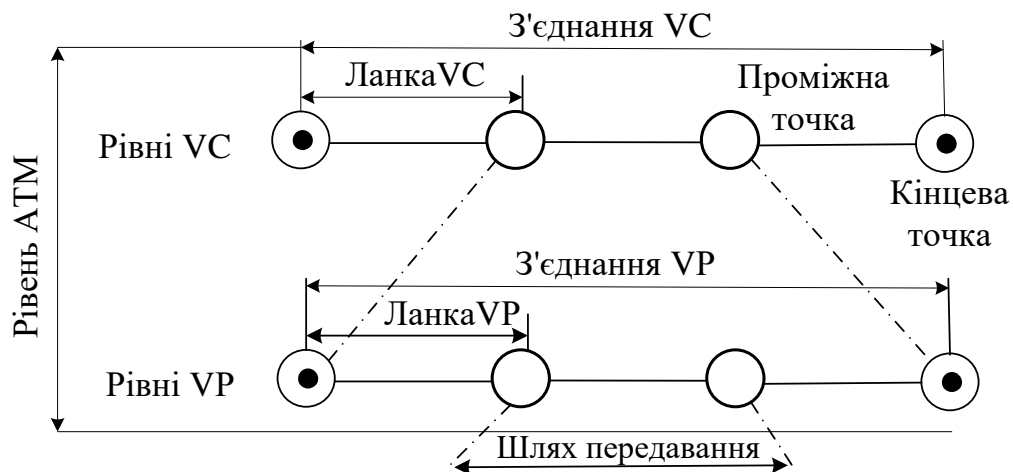 З'єднання VC
ЛанкаVC
Проміжна
точка
Рівні VC
Кінцева
точка
Рівень АТМ
З'єднання VP
ЛанкаVP
Рівні VP
Шлях передавання